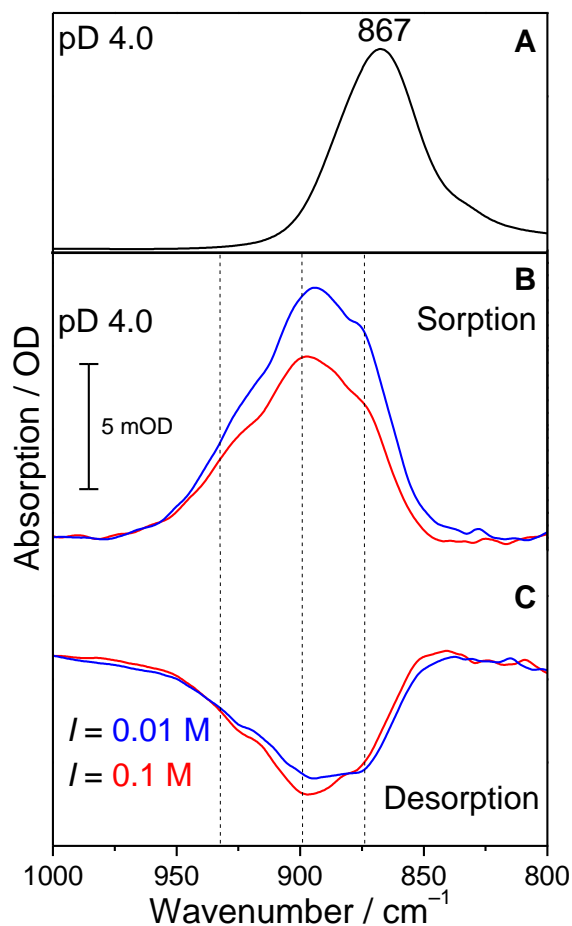 pD 4.0
867
A
B
pD 4.0
Sorption
5 mOD
Absorption / OD
C
I = 0.01 M
I = 0.1 M
Desorption
1000 950 900 850 800
Wavenumber / cm⁻¹